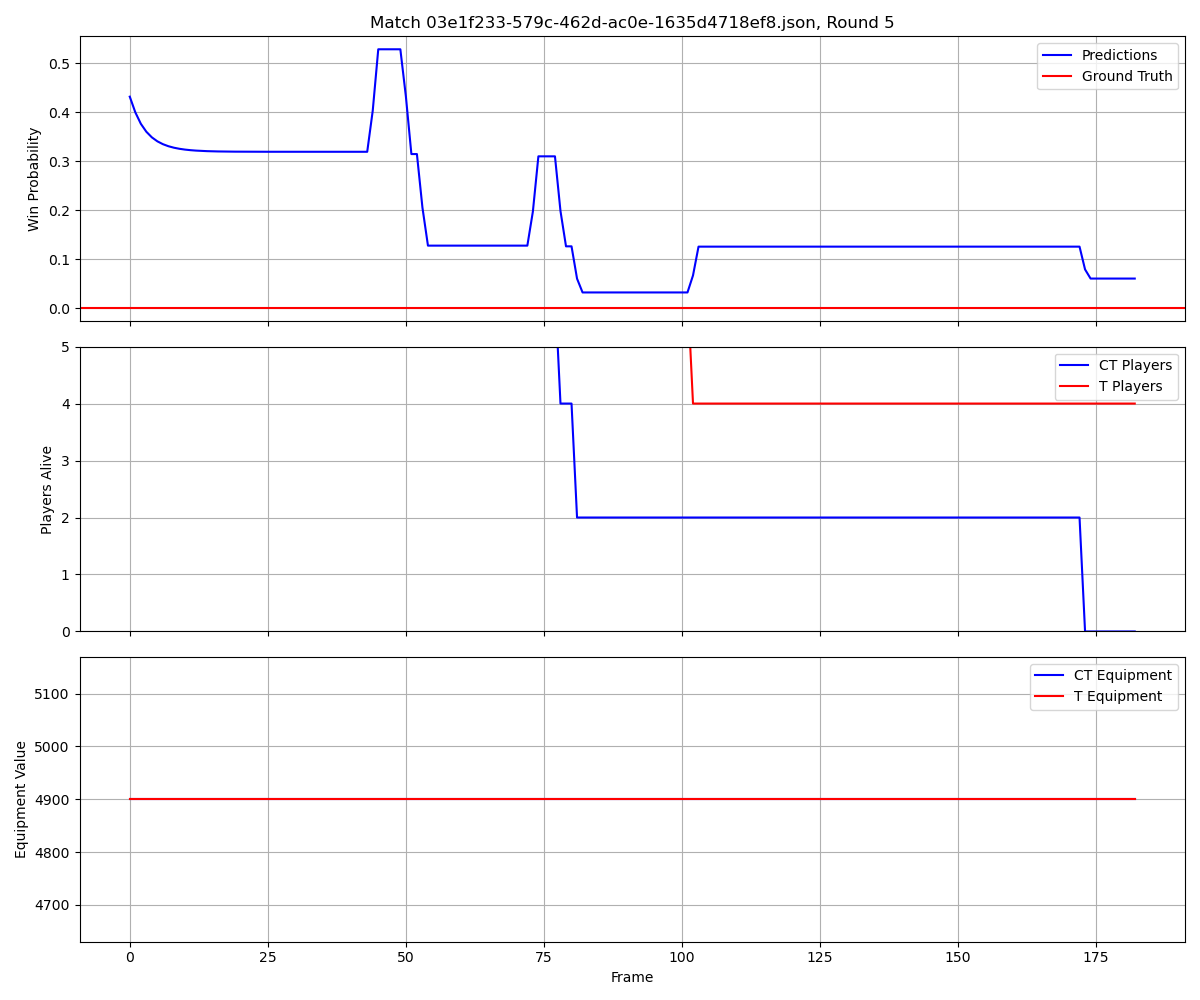 Match 03e1f233-579c-462d-ac0e-1635d4718ef8.json, Round 5
Win Probability
0.5
0.4
0.3
0.2
0.1
0.0
Predictions
Ground Truth
Players Alive
5
4
3
2
1
0
CT Players
T Players
Equipment Value
5100
5000
4900
4800
4700
CT Equipment
T Equipment
0 25 50 75 100 125 150 175
Frame